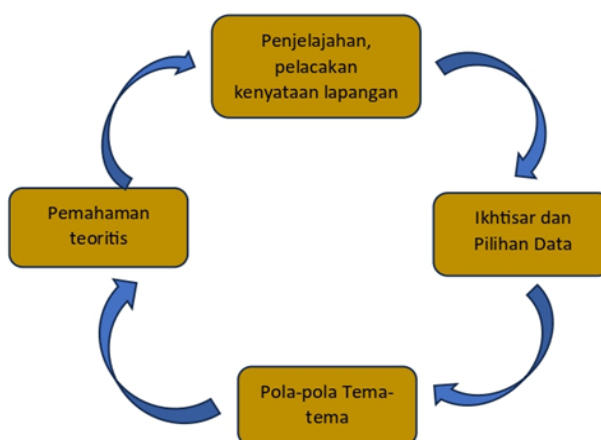 Penjelajahan,
pelacakan
kenyataan lapangan
Pemahaman
teoritis
Ikhtisar dan
Pilihan Data
Pola-pola Tema-
tema